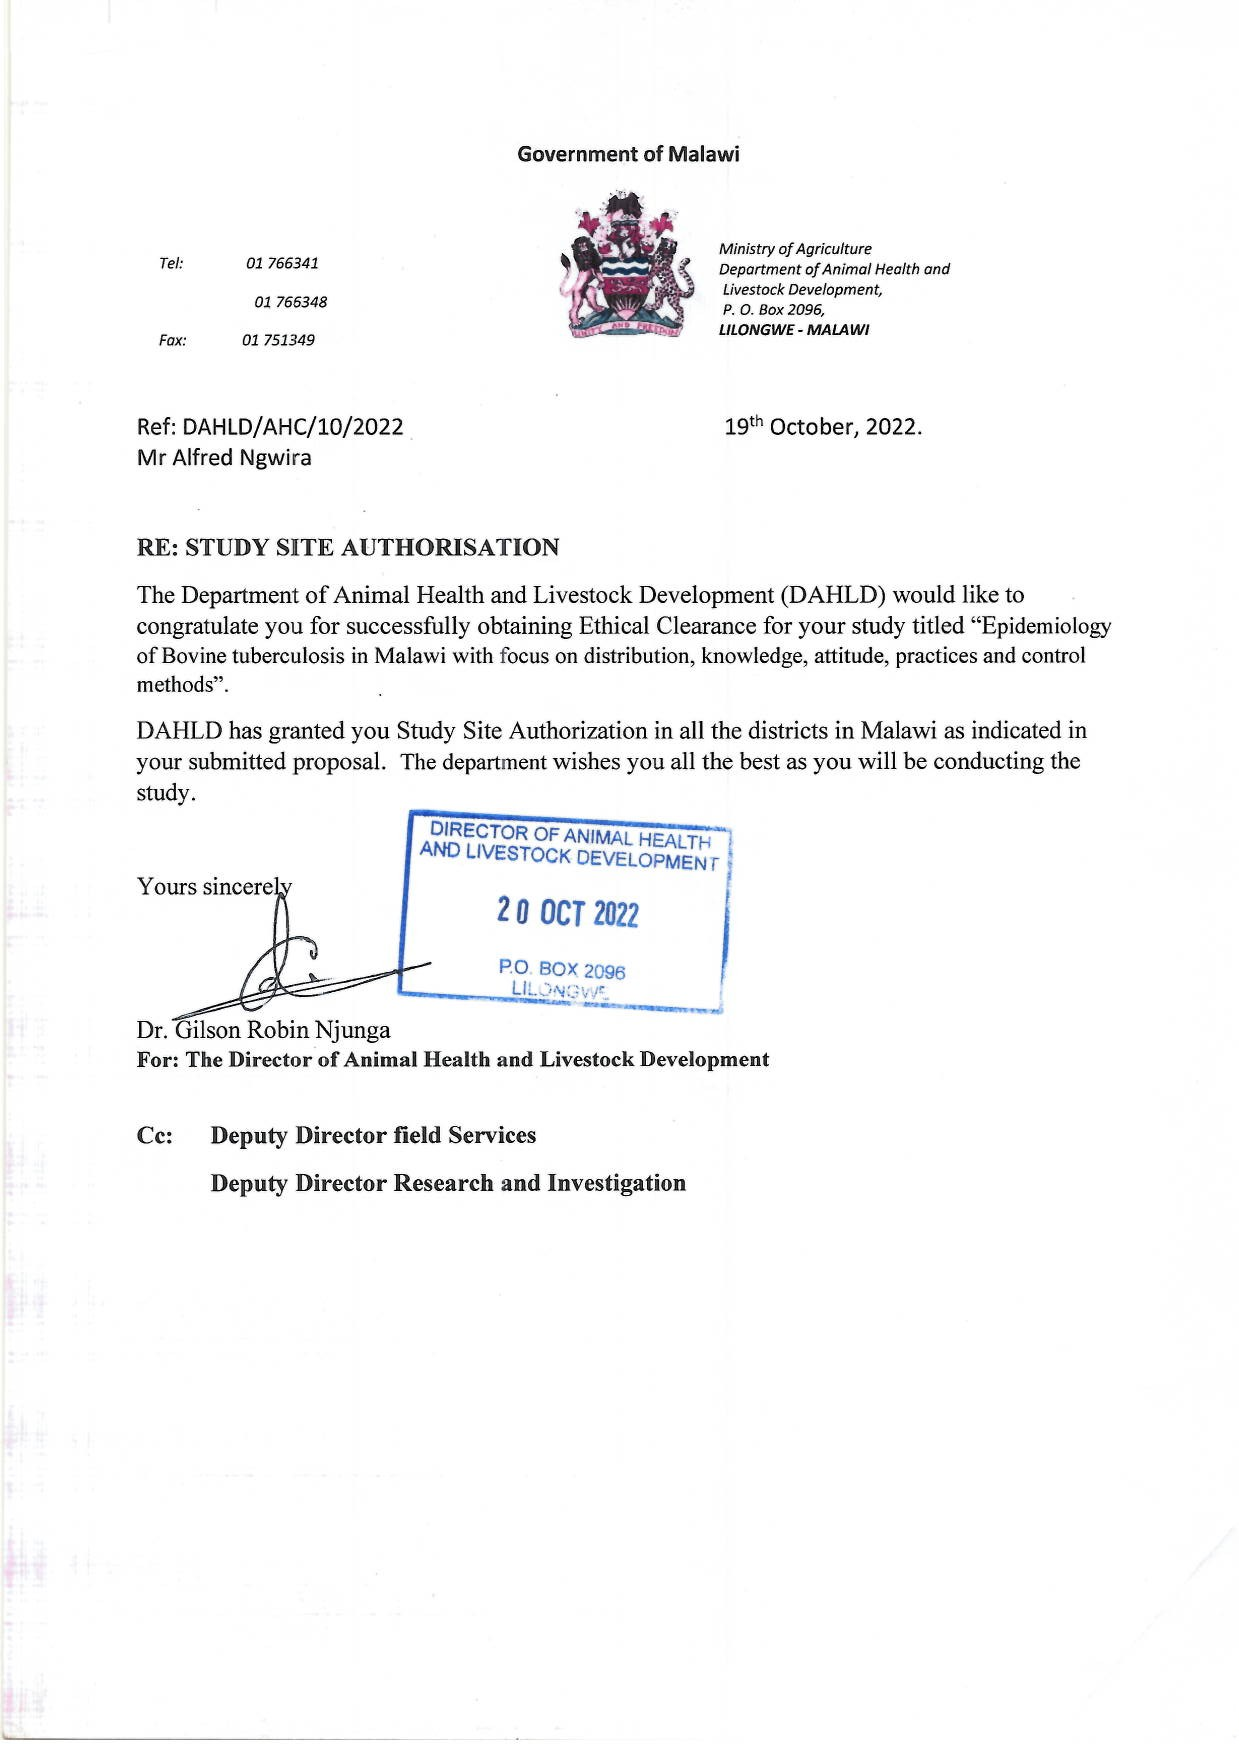 Government of Malawi
Tel: 01 766341
01 766348
Fax: 01 751349
UNITY AND FREEDOM
Ministry of Agriculture
Department of Animal Health and
Livestock Development,
P. O. Box 2096,
LILONGWE - MALAWI
Ref: DAHLD/AHC/10/2022 19th October, 2022.
Mr Alfred Ngwira
RE: STUDY SITE AUTHORISATION
The Department of Animal Health and Livestock Development (DAHLD) would like to
congratulate you for successfully obtaining Ethical Clearance for your study titled “Epidemiology
of Bovine tuberculosis in Malawi with focus on distribution, knowledge, attitude, practices and control
methods”.
DAHLD has granted you Study Site Authorization in all the districts in Malawi as indicated in
your submitted proposal. The department wishes you all the best as you will be conducting the
study.
DIRECTOR OF ANIMAL HEALTH
AND LIVESTOCK DEVELOPMENT
20 OCT 2022
P.O. BOX 2096
LILONGWE
Yours sincerely
Dr. Gilson Robin Njunga
For: The Director of Animal Health and Livestock Development
Cc: Deputy Director field Services
Deputy Director Research and Investigation